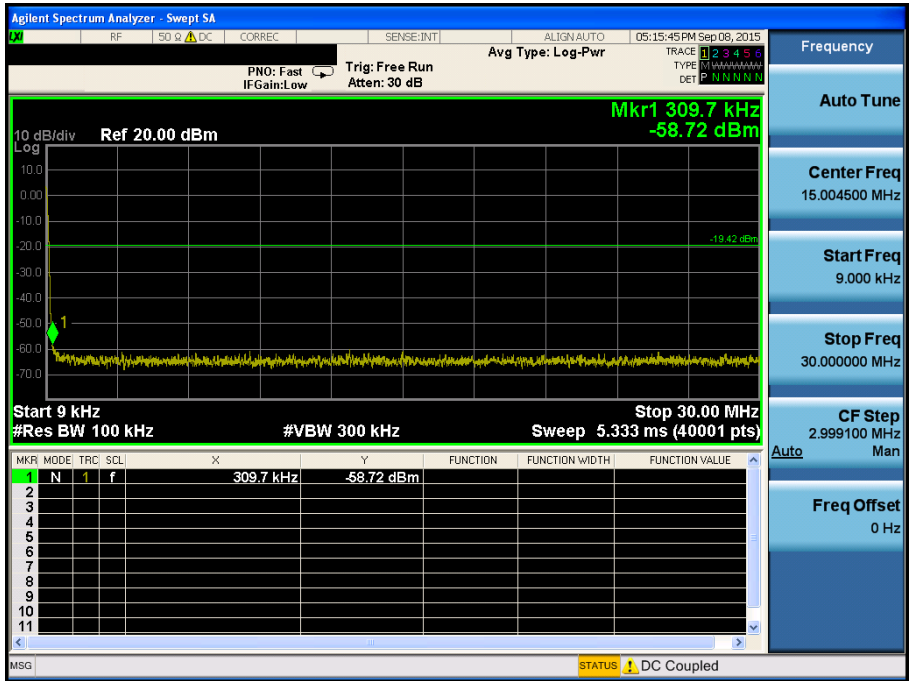 Agilent Spectrum Analyzer - Swept SA
LXI RF 50 Ω DC CORREC SENSE:INT ALIGN AUTO 05:15:45 PM Sep 08, 2015
Frequency
Avg Type: Log-Pwr
TRACE 1 2 3 4 5 6
PNO: Fast Trig: Free Run
TYPE M WWWWW
IFGain:Low Atten: 30 dB
DET P N N N N N
Auto Tune
Mkr1 309.7 kHz
-58.72 dBm
10 dB/div Ref 20.00 dBm
Log
10.0
0.00
-10.0
-20.0
-30.0
-40.0
-50.0
-60.0
-70.0
-19.42 dBm
1
Center Freq
15.004500 MHz
Start Freq
9.000 kHz
Stop Freq
30.000000 MHz
Start 9 kHz Stop 30.00 MHz
#Res BW 100 kHz #VBW 300 kHz Sweep 5.333 ms (40001 pts)
CF Step
2.999100 MHz
Auto Man
MKR MODE TRC SCL X Y FUNCTION FUNCTION WIDTH FUNCTION VALUE
1 N 1 f 309.7 kHz -58.72 dBm
2
3
4
5
6
7
8
9
10
11
Freq Offset
0 Hz
MSG STATUS DC Coupled